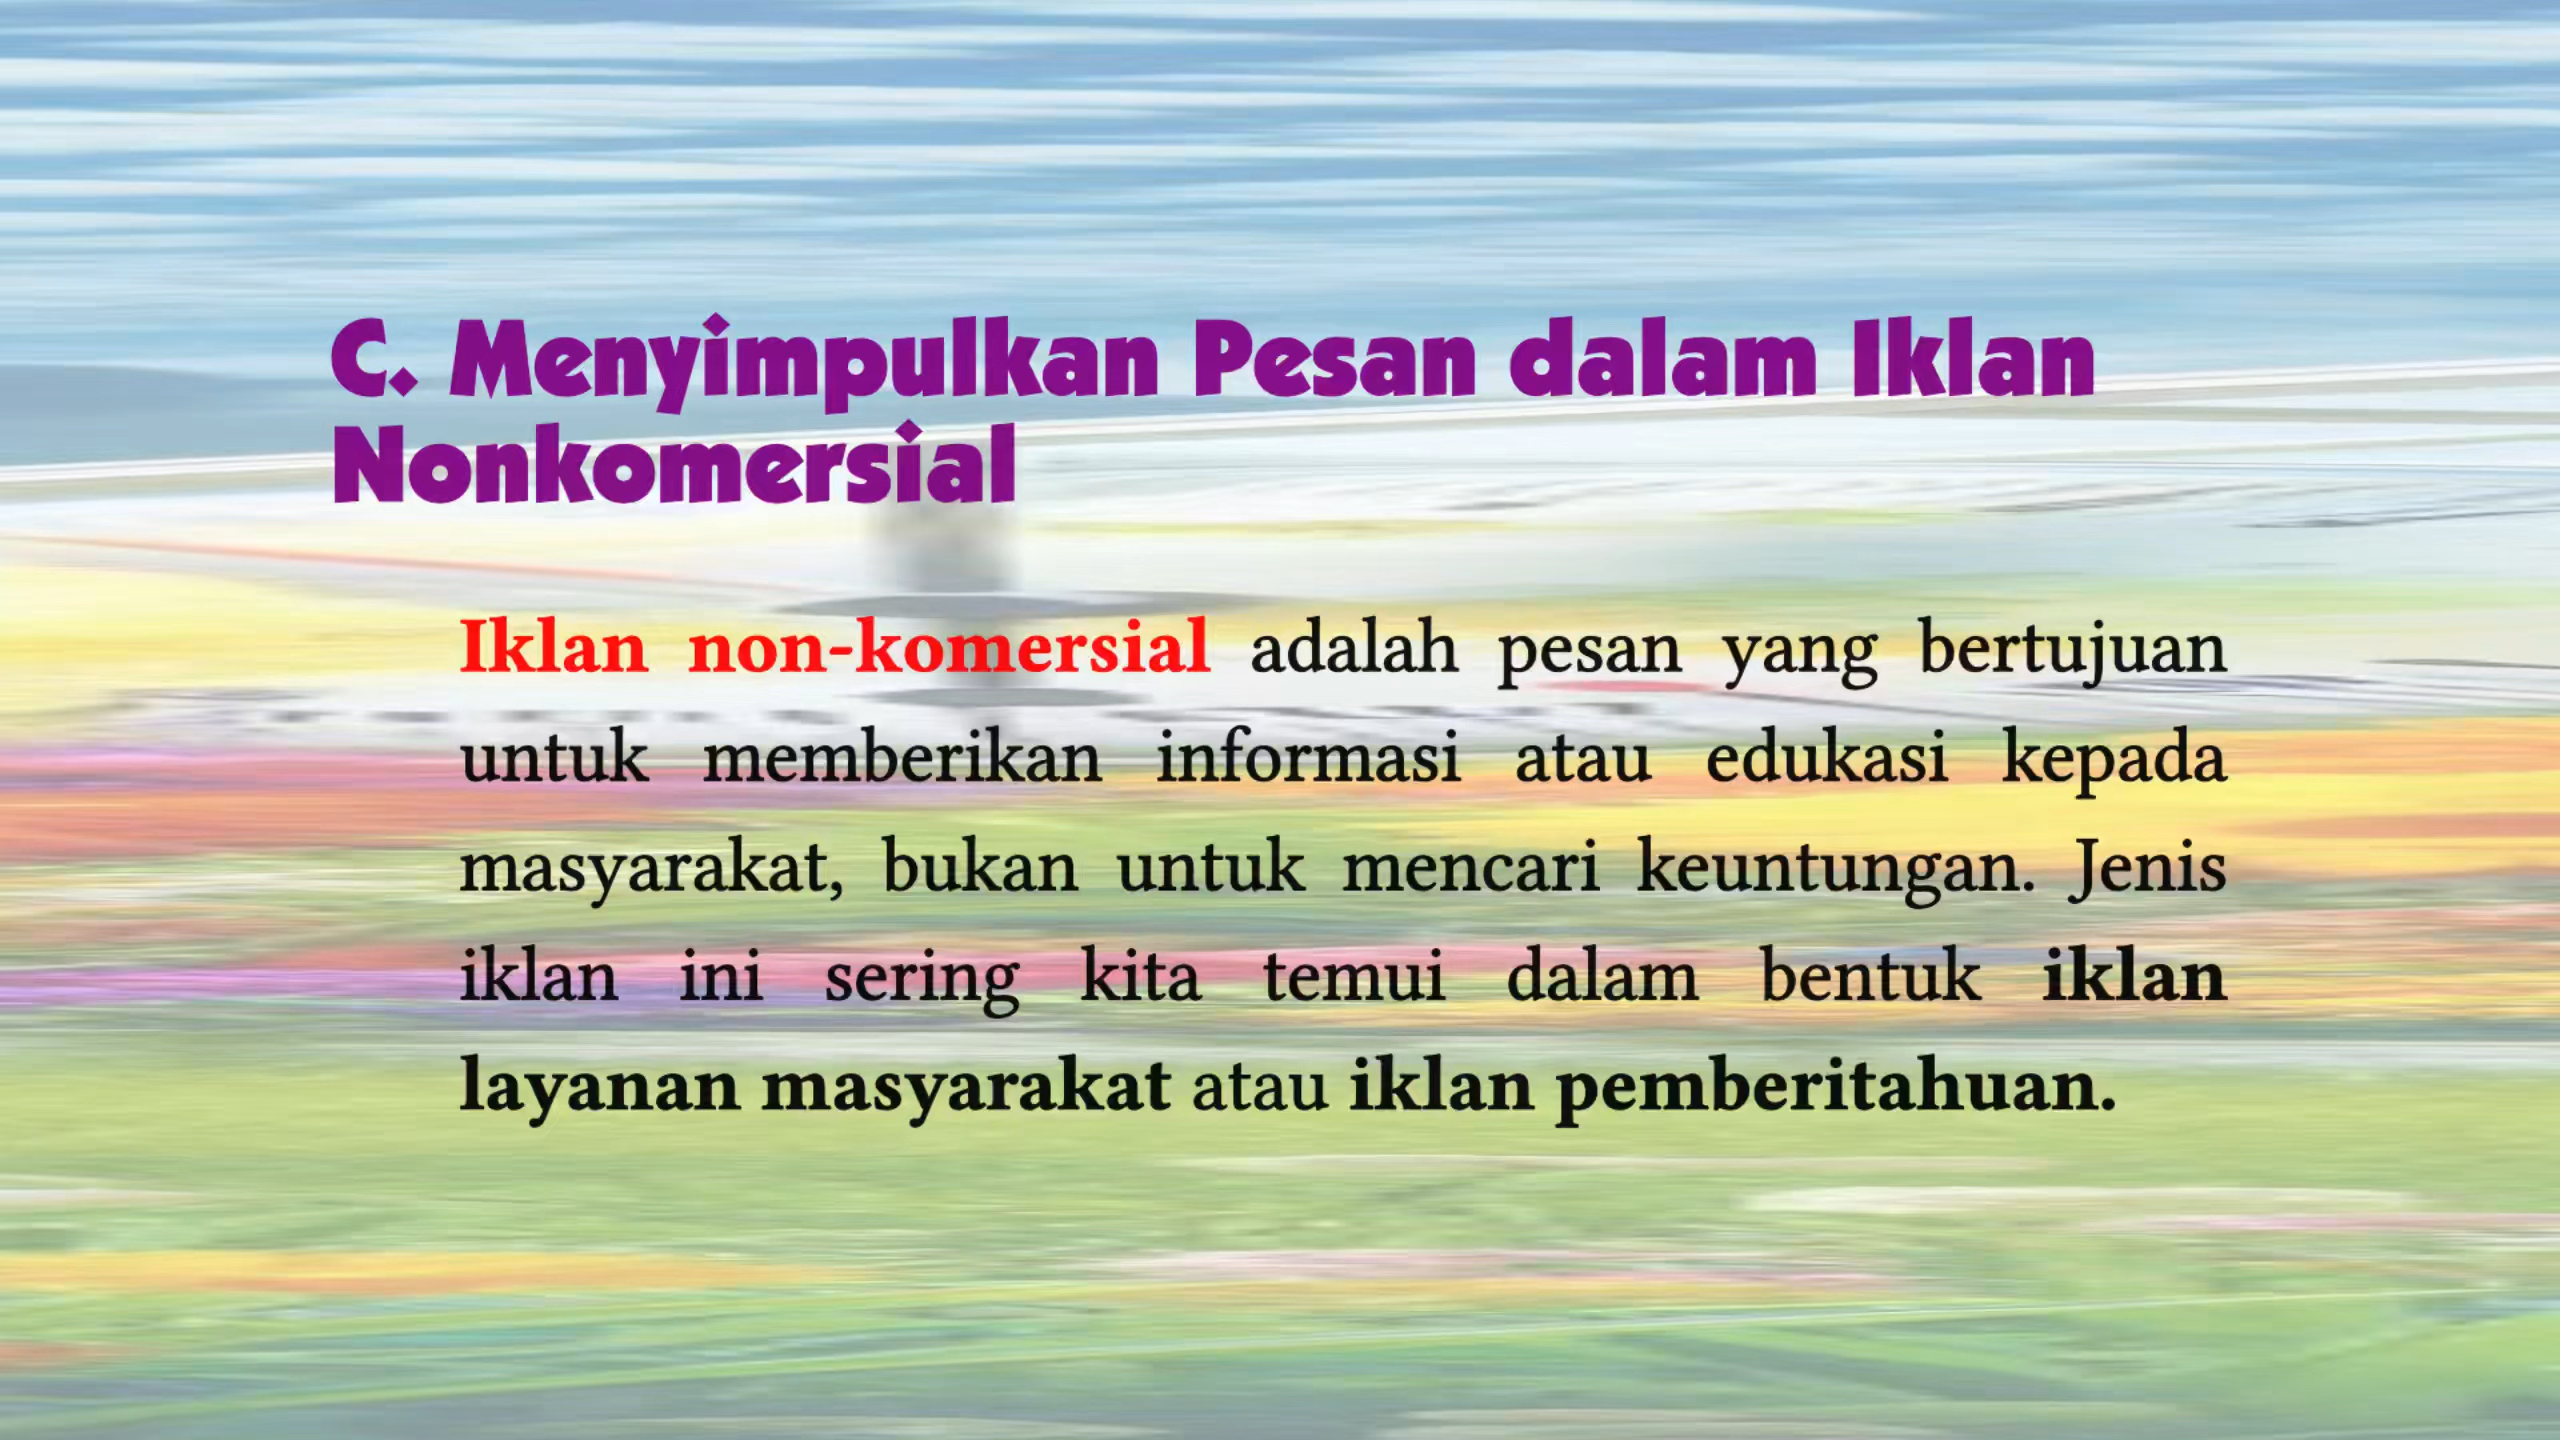 C. Menyimpulkan Pesan dalam Iklan
Nonkomersial
Iklan non-komersial adalah pesan yang bertujuan
untuk memberikan informasi atau edukasi kepada
masyarakat, bukan untuk mencari keuntungan. Jenis
iklan ini sering kita temui dalam bentuk iklan
layanan masyarakat atau iklan pemberitahuan.